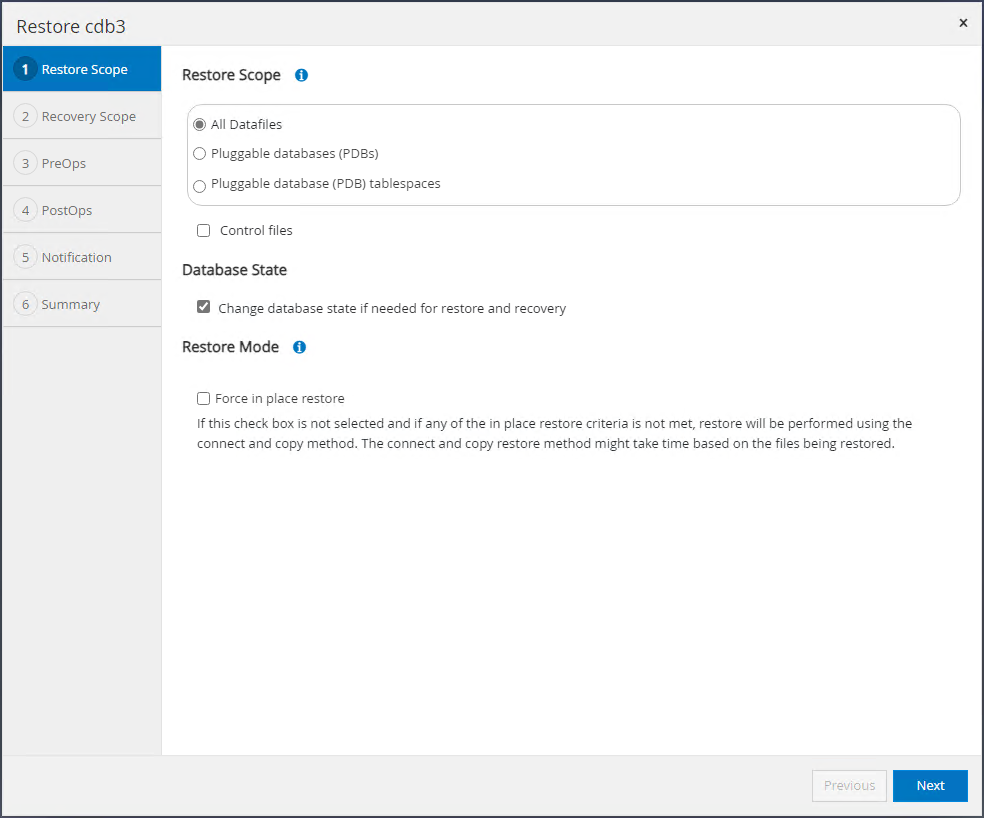 Restore cdb3
×
1 Restore Scope
2 Recovery Scope
3 PreOps
4 PostOps
5 Notification
6 Summary
Restore Scope i
All Datafiles
Pluggable databases (PDBs)
Pluggable database (PDB) tablespaces
Control files
Database State
Change database state if needed for restore and recovery
Restore Mode i
Force in place restore
If this check box is not selected and if any of the in place restore criteria is not met, restore will be performed using the
connect and copy method. The connect and copy restore method might take time based on the files being restored.
Previous Next